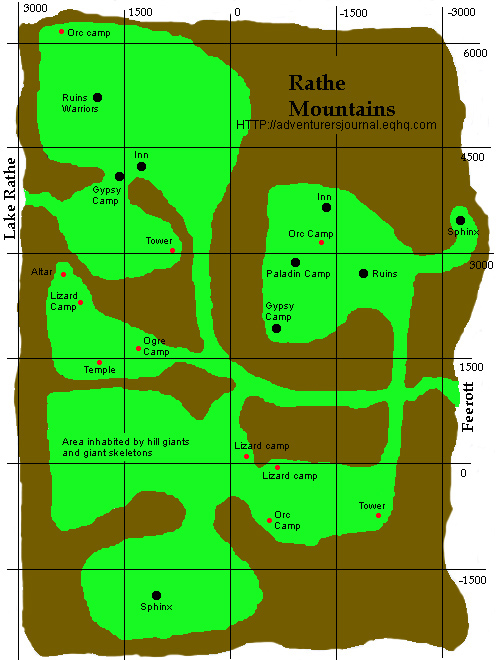 3000
1500
0
-1500
-3000
Orc camp
6000
Rathe
Mountains
Ruins
Warriors
HTTP://adventurersjournal.eqhq.com
4500
Inn
Gypsy
Camp
Inn
Lake Rathe
Tower
Orc Camp
Sphinx
3000
Altar
Paladin Camp
Ruins
Lizard
Camp
Gypsy
Camp
Ogre
Camp
Temple
1500
Feerott
Area inhabited by hill giants
and giant skeletons
Lizard camp
Lizard camp
0
Orc
Camp
Tower
-1500
Sphinx